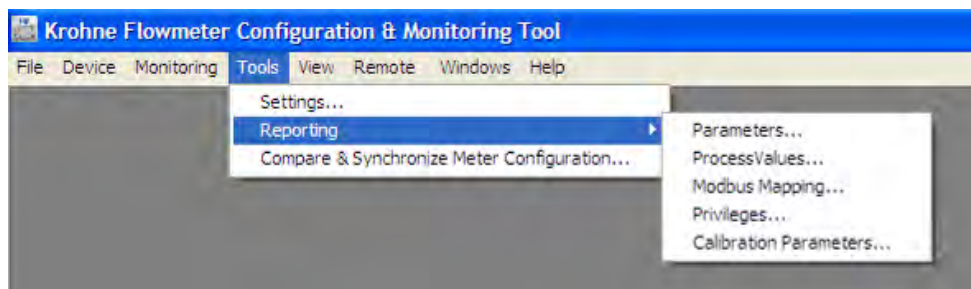 Krohne Flowmeter Configuration & Monitoring Tool
File Device Monitoring Tools View Remote Windows Help
Settings...
Reporting
Compare & Synchronize Meter Configuration...
Parameters...
ProcessValues...
Modbus Mapping...
Privileges...
Calibration Parameters...